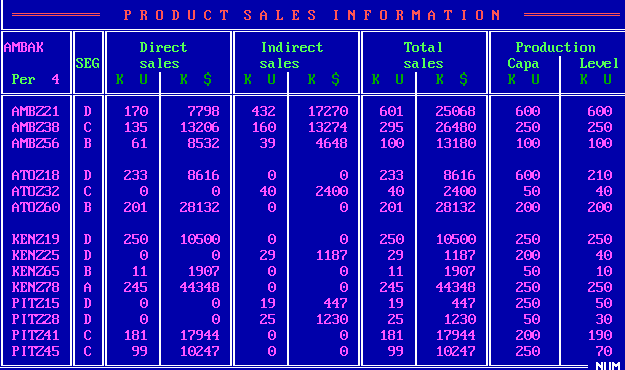 PRODUCT SALES INFORMATION
AMBAK Direct Indirect Total Production
SEG sales sales sales Capa Level
Per 4 K U K $ K U K $ K U K $ K U K U
AMBZ21 D 170 7798 432 17270 601 25068 600 600
AMBZ38 C 135 13206 160 13274 295 26480 250 250
AMBZ56 B 61 8532 39 4648 100 13180 100 100
ATOZ18 D 233 8616 0 0 233 8616 600 210
ATOZ32 C 0 0 40 2400 40 2400 50 40
ATOZ60 B 201 28132 0 0 201 28132 200 200
KENZ19 D 250 10500 0 0 250 10500 250 250
KENZ25 D 0 0 29 1187 29 1187 200 40
KENZ65 B 11 1907 0 0 11 1907 50 10
KENZ78 A 245 44348 0 0 245 44348 250 250
PITZ15 D 0 0 19 447 19 447 250 50
PITZ28 D 0 0 25 1230 25 1230 50 30
PITZ41 C 181 17944 0 0 181 17944 200 190
PITZ45 C 99 10247 0 0 99 10247 250 70
NUM